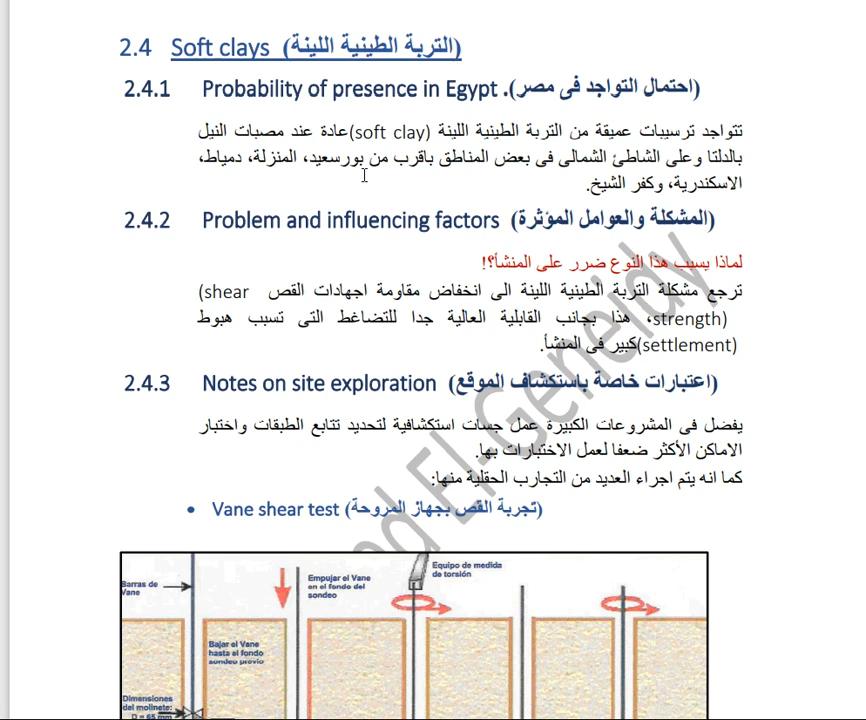 2.4 Soft clays (التربة الطينية اللينة)
2.4.1 Probability of presence in Egypt .(احتمال التواجد فى مصر)
تتواجد ترسيبات عميقة من التربة الطينية اللينة (soft clay)عادة عند مصبات النيل
بالدلتا وعلى الشاطئ الشمالى فى بعض المناطق باقرب من بورسعيد، المنزلة، دمياط،
الاسكندرية، وكفر الشيخ.
2.4.2 Problem and influencing factors (المشكلة والعوامل المؤثرة)
لماذا يسبب هذا النوع ضرر على المنشأ؟!
ترجع مشكلة التربة الطينية اللينة الى انخفاض مقاومة اجهادات القص (shear
strength)، هذا بجانب القابلية العالية جدا للتضاغط التى تسبب هبوط
(settlement)كبير فى المنشأ.
2.4.3 Notes on site exploration (اعتبارات خاصة باستكشاف الموقع)
يفضل فى المشروعات الكبيرة عمل جسات استكشافية لتحديد تتابع الطبقات واختبار
الاماكن الأكثر ضعفا لعمل الاختبارات بها.
كما انه يتم اجراء العديد من التجارب الحقلية منها:
• Vane shear test (تجربة القص بجهاز المروحة)
ed El-Geneidy
Barras de
Vane
Empujar el Vane
en el fondo del
sondeo
Equipo de medida
de torsión
Bajar el Vane
hasta el fondo
sondeo previo
Dimensiones
del molinete:
D = 65 mm